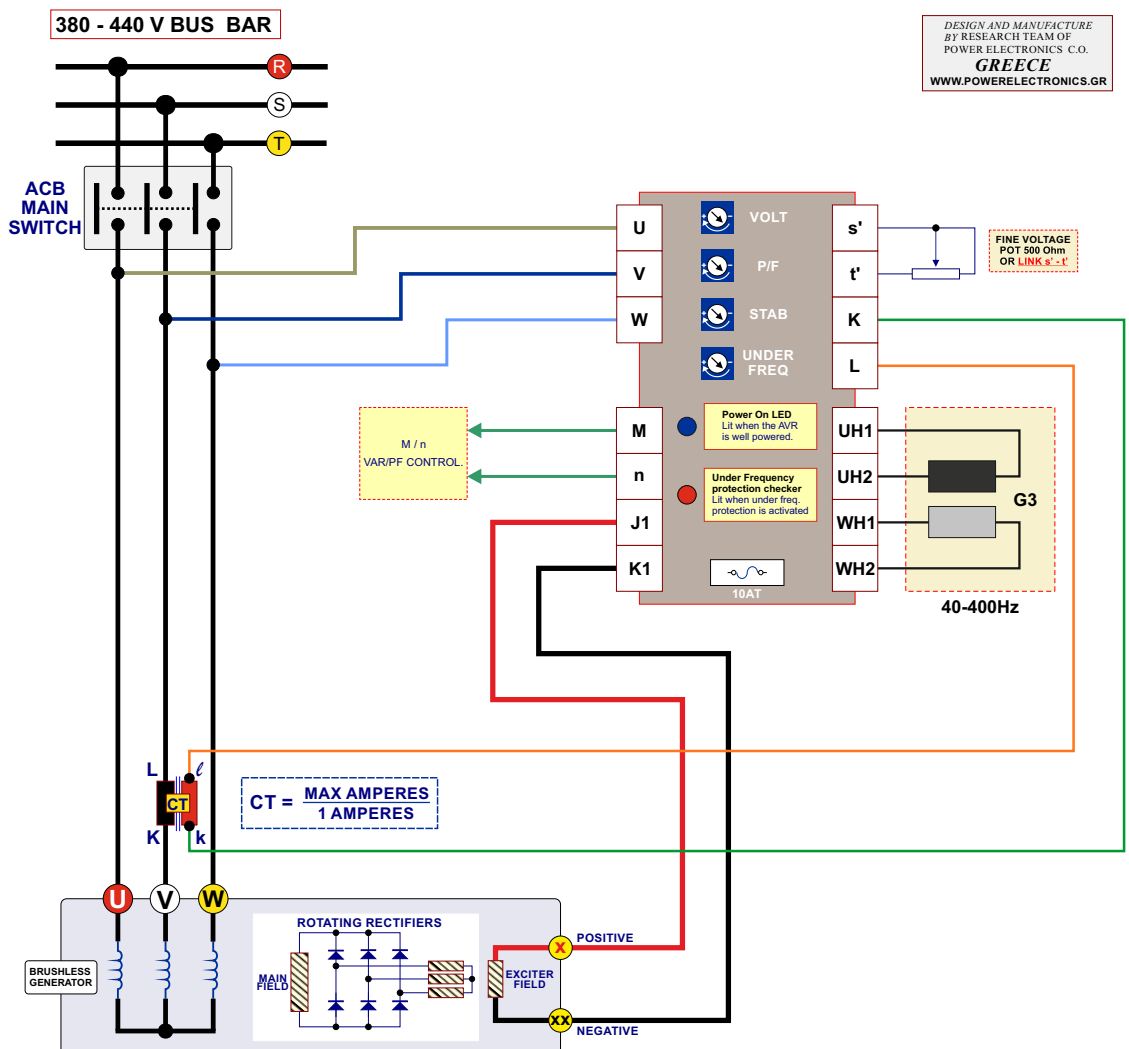 380 - 440 V BUS BAR
DESIGN AND MANUFACTURE
BY RESEARCH TEAM OF
POWER ELECTRONICS C.O.
GREECE
WWW.POWERELECTRONICS.GR
R
S
T
ACB
MAIN
SWITCH
U
V
W
M
n
J1
K1
VOLT
P/F
STAB
UNDER
FREQ
Power On LED
Lit when the AVR
is well powered.
Under Frequency
protection checker
Lit when under freq.
protection is activated
10AT
s'
t'
K
L
UH1
UH2
WH1
WH2
FINE VOLTAGE
POT 500 Ohm
OR LINK s' - t'
G3
40-400Hz
M / n
VAR/PF CONTROL.
L
ℓ
CT
K
k
CT = MAX AMPERES
1 AMPERES
U
V
W
BRUSHLESS
GENERATOR
ROTATING RECTIFIERS
MAIN
FIELD
EXCITER
FIELD
X
POSITIVE
XX
NEGATIVE